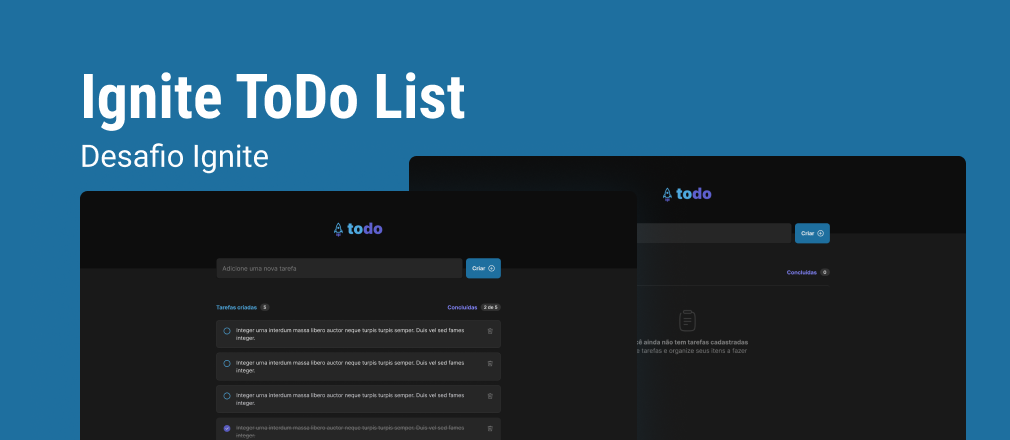 Ignite ToDo List
Desafio Ignite
todo
Adicione uma nova tarefa
Criar
Tarefas criadas 5
Concluídas 2 de 5
Integer urna interdum massa libero auctor neque turpis turpis semper. Duis vel sed fames
integer.
Integer urna interdum massa libero auctor neque turpis turpis semper. Duis vel sed fames
integer.
Integer urna interdum massa libero auctor neque turpis turpis semper. Duis vel sed fames
integer.
Integer urna interdum massa libero auctor neque turpis turpis semper. Duis vel sed fames
integer.
todo
Criar
Concluídas 0
cê ainda não tem tarefas cadastradas
e tarefas e organize seus itens a fazer